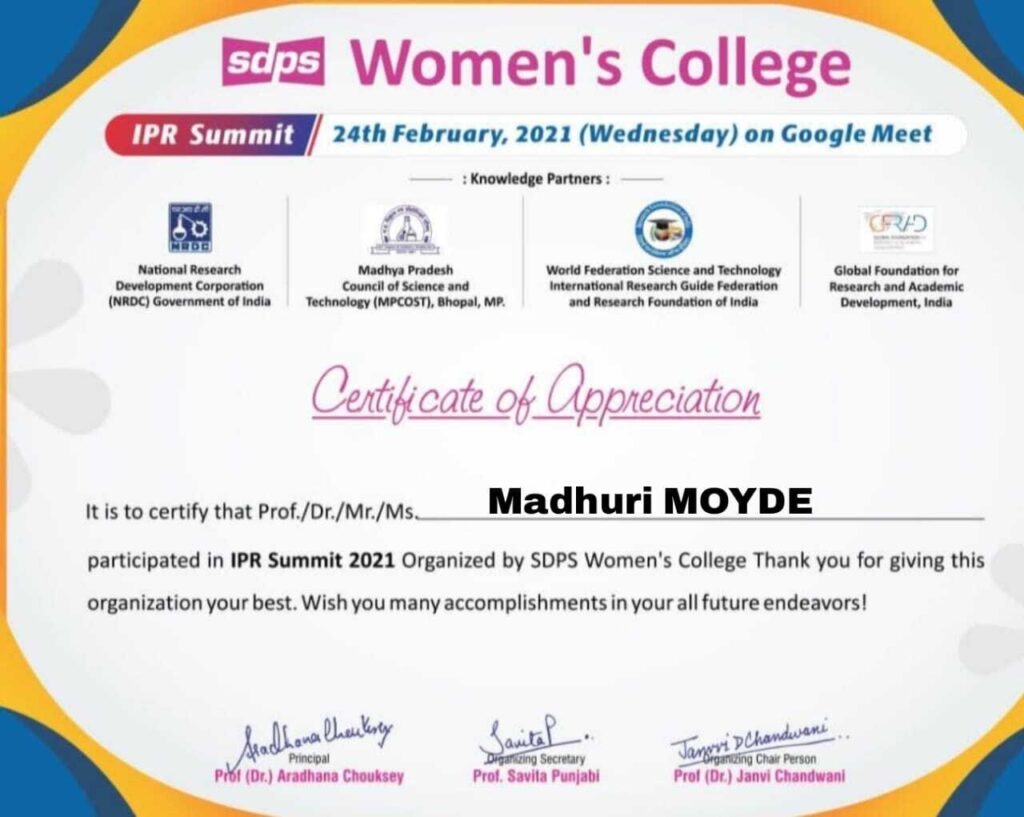 sdps Women's College
IPR Summit 24th February, 2021 (Wednesday) on Google Meet
: Knowledge Partners :
NRDC
GFRAD
National Research
Development Corporation
(NRDC) Government of India
Madhya Pradesh
Council of Science and
Technology (MPCOST), Bhopal, MP.
World Federation Science and Technology
International Research Guide Federation
and Research Foundation of India
Global Foundation for
Research and Academic
Development, India
Certificate of Appreciation
It is to certify that Prof./Dr./Mr./Ms. Madhuri MOYDE
participated in IPR Summit 2021 Organized by SDPS Women's College Thank you for giving this
organization your best. Wish you many accomplishments in your all future endeavors!
Aradhana Chouksey
Principal
Prof (Dr.) Aradhana Chouksey
Savita P
Organizing Secretary
Prof. Savita Punjabi
Janvi D Chandwani
Organizing Chair Person
Prof (Dr.) Janvi Chandwani